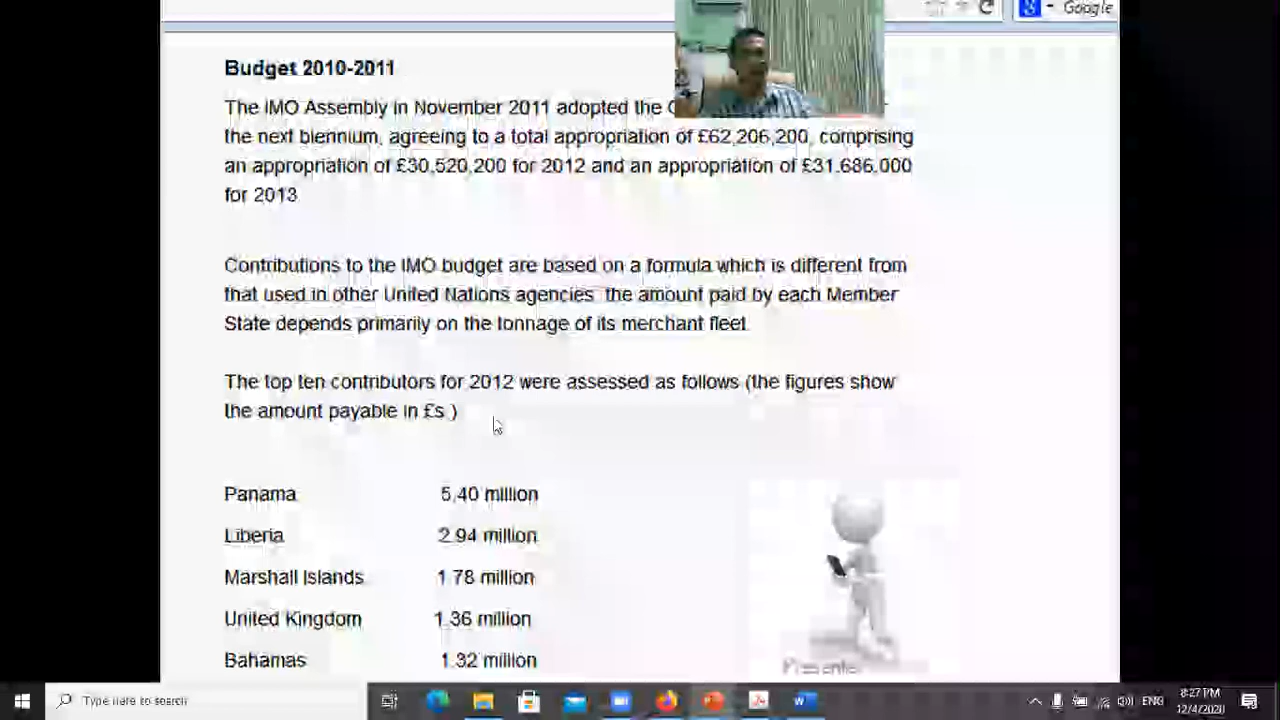 Google
Budget 2010-2011
The IMO Assembly in November 2011 adopted the
the next biennium, agreeing to a total appropriation of £62,206,200, comprising
an appropriation of £30,520,200 for 2012 and an appropriation of £31,686,000
for 2013
Contributions to the IMO budget are based on a formula which is different from
that used in other United Nations agencies: the amount paid by each Member
State depends primarily on the tonnage of its merchant fleet.
The top ten contributors for 2012 were assessed as follows (the figures show
the amount payable in £s.)
Panama 5.40 million
Liberia 2.94 million
Marshall Islands 1.78 million
United Kingdom 1.36 million
Bahamas 1.32 million
Type here to search
ENG
8:27 PM
12/4/2020